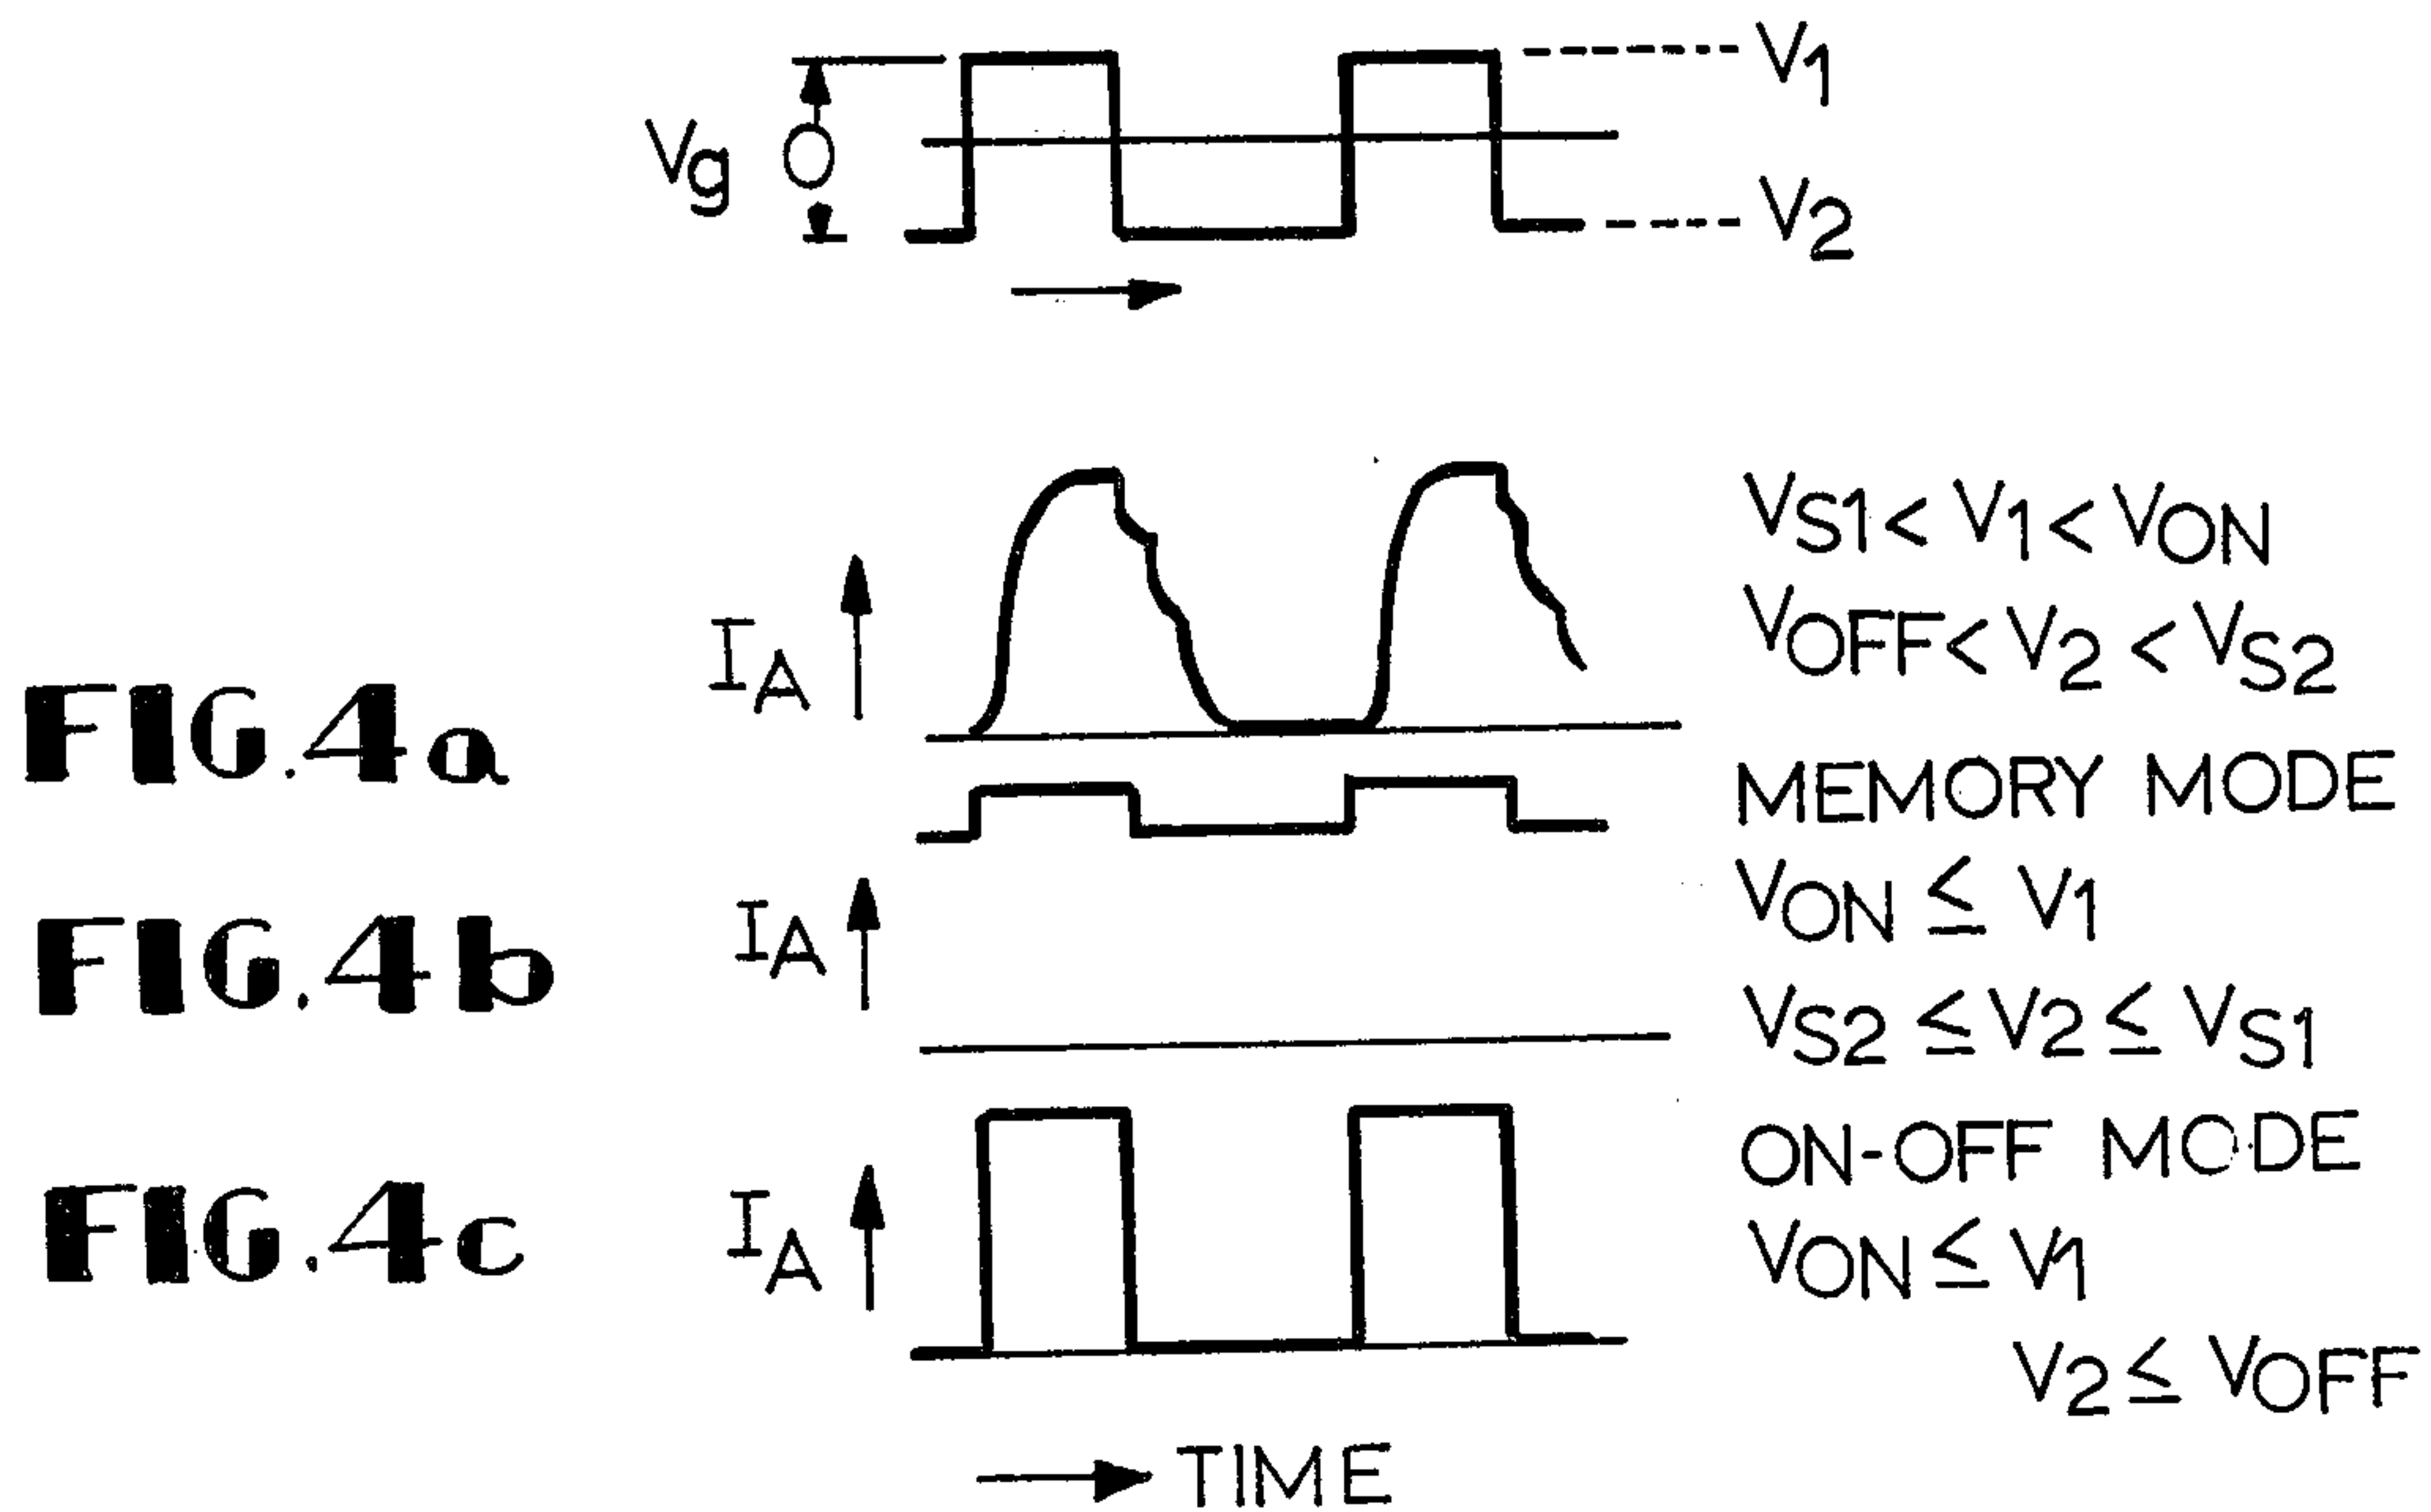 V1
Vg 0
V2
VS1 < V1 < VON
IA
VOFF < V2 < VS2
FIG.4a
MEMORY MODE
VON ≤ V1
FIG.4b
IA
VS2 ≤ V2 ≤ VS1
ON-OFF MODE
FIG.4c
IA
VON ≤ V1
V2 ≤ VOFF
TIME